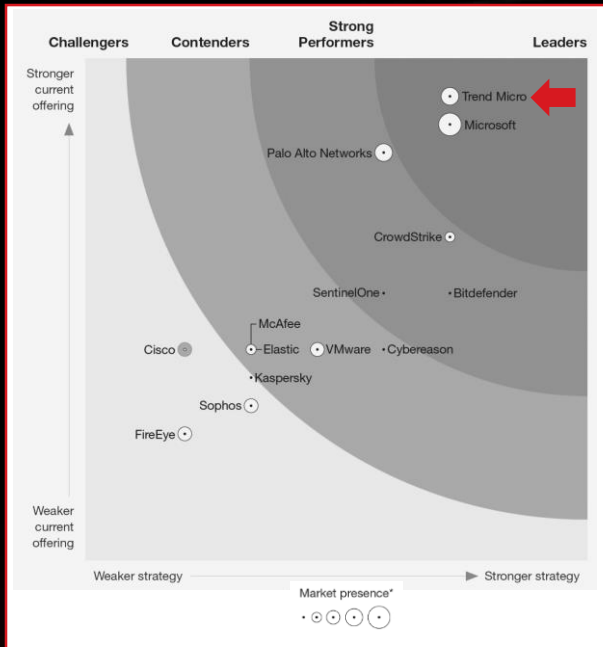 Challengers
Contenders
Strong
Performers
Leaders
Stronger
current
offering
Trend Micro
Microsoft
Palo Alto Networks
CrowdStrike
SentinelOne
Bitdefender
McAfee
Cisco
Elastic
VMware
Cybereason
Kaspersky
Sophos
FireEye
Weaker
current
offering
Weaker strategy
Stronger strategy
Market presence*